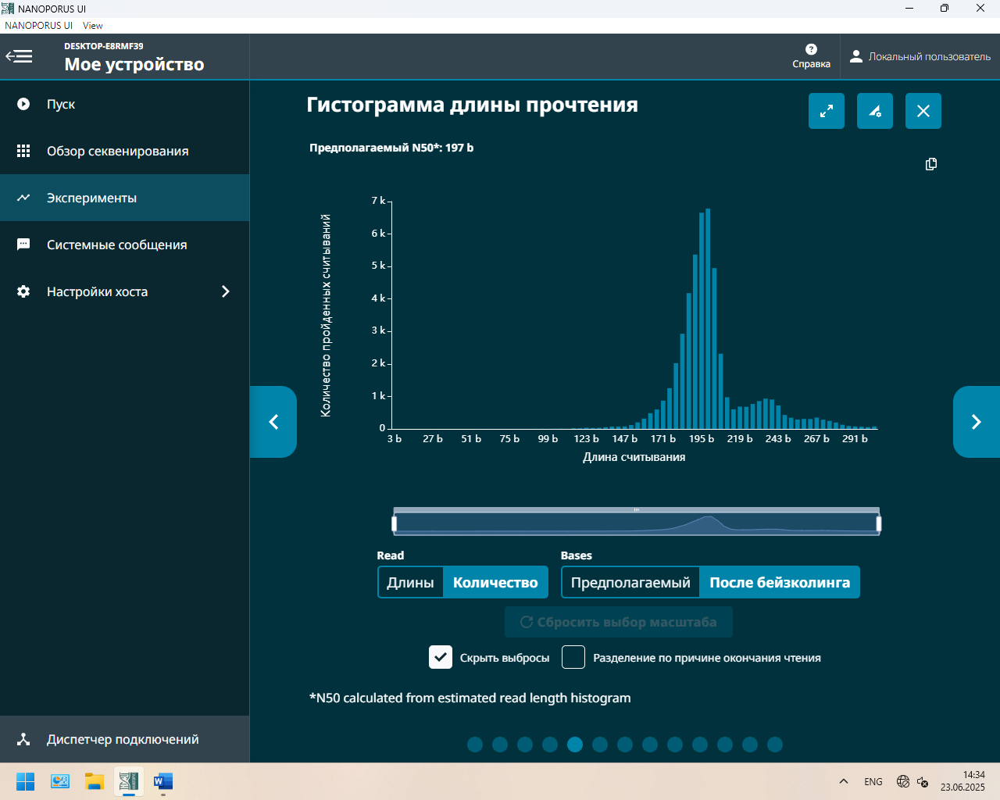 NANOPORUS UI
NANOPORUS UI View
DESKTOP-E8RMF39
Мое устройство
Справка
Локальный пользователь
Пуск
Обзор секвенирования
Эксперименты
Системные сообщения
Настройки хоста
Диспетчер подключений
Гистограмма длины прочтения
Предполагаемый N50*: 197 b
Количество пройденных считываний
7 k
6 k
5 k
4 k
3 k
2 k
1 k
0
3 b 27 b 51 b 75 b 99 b 123 b 147 b 171 b 195 b 219 b 243 b 267 b 291 b
Длина считывания
Read Bases
Длины Количество Предполагаемый После бейзколинга
Сбросить выбор масштаба
Скрыть выбросы Разделение по причине окончания чтения
*N50 calculated from estimated read length histogram
ENG
14:34
23.06.2025